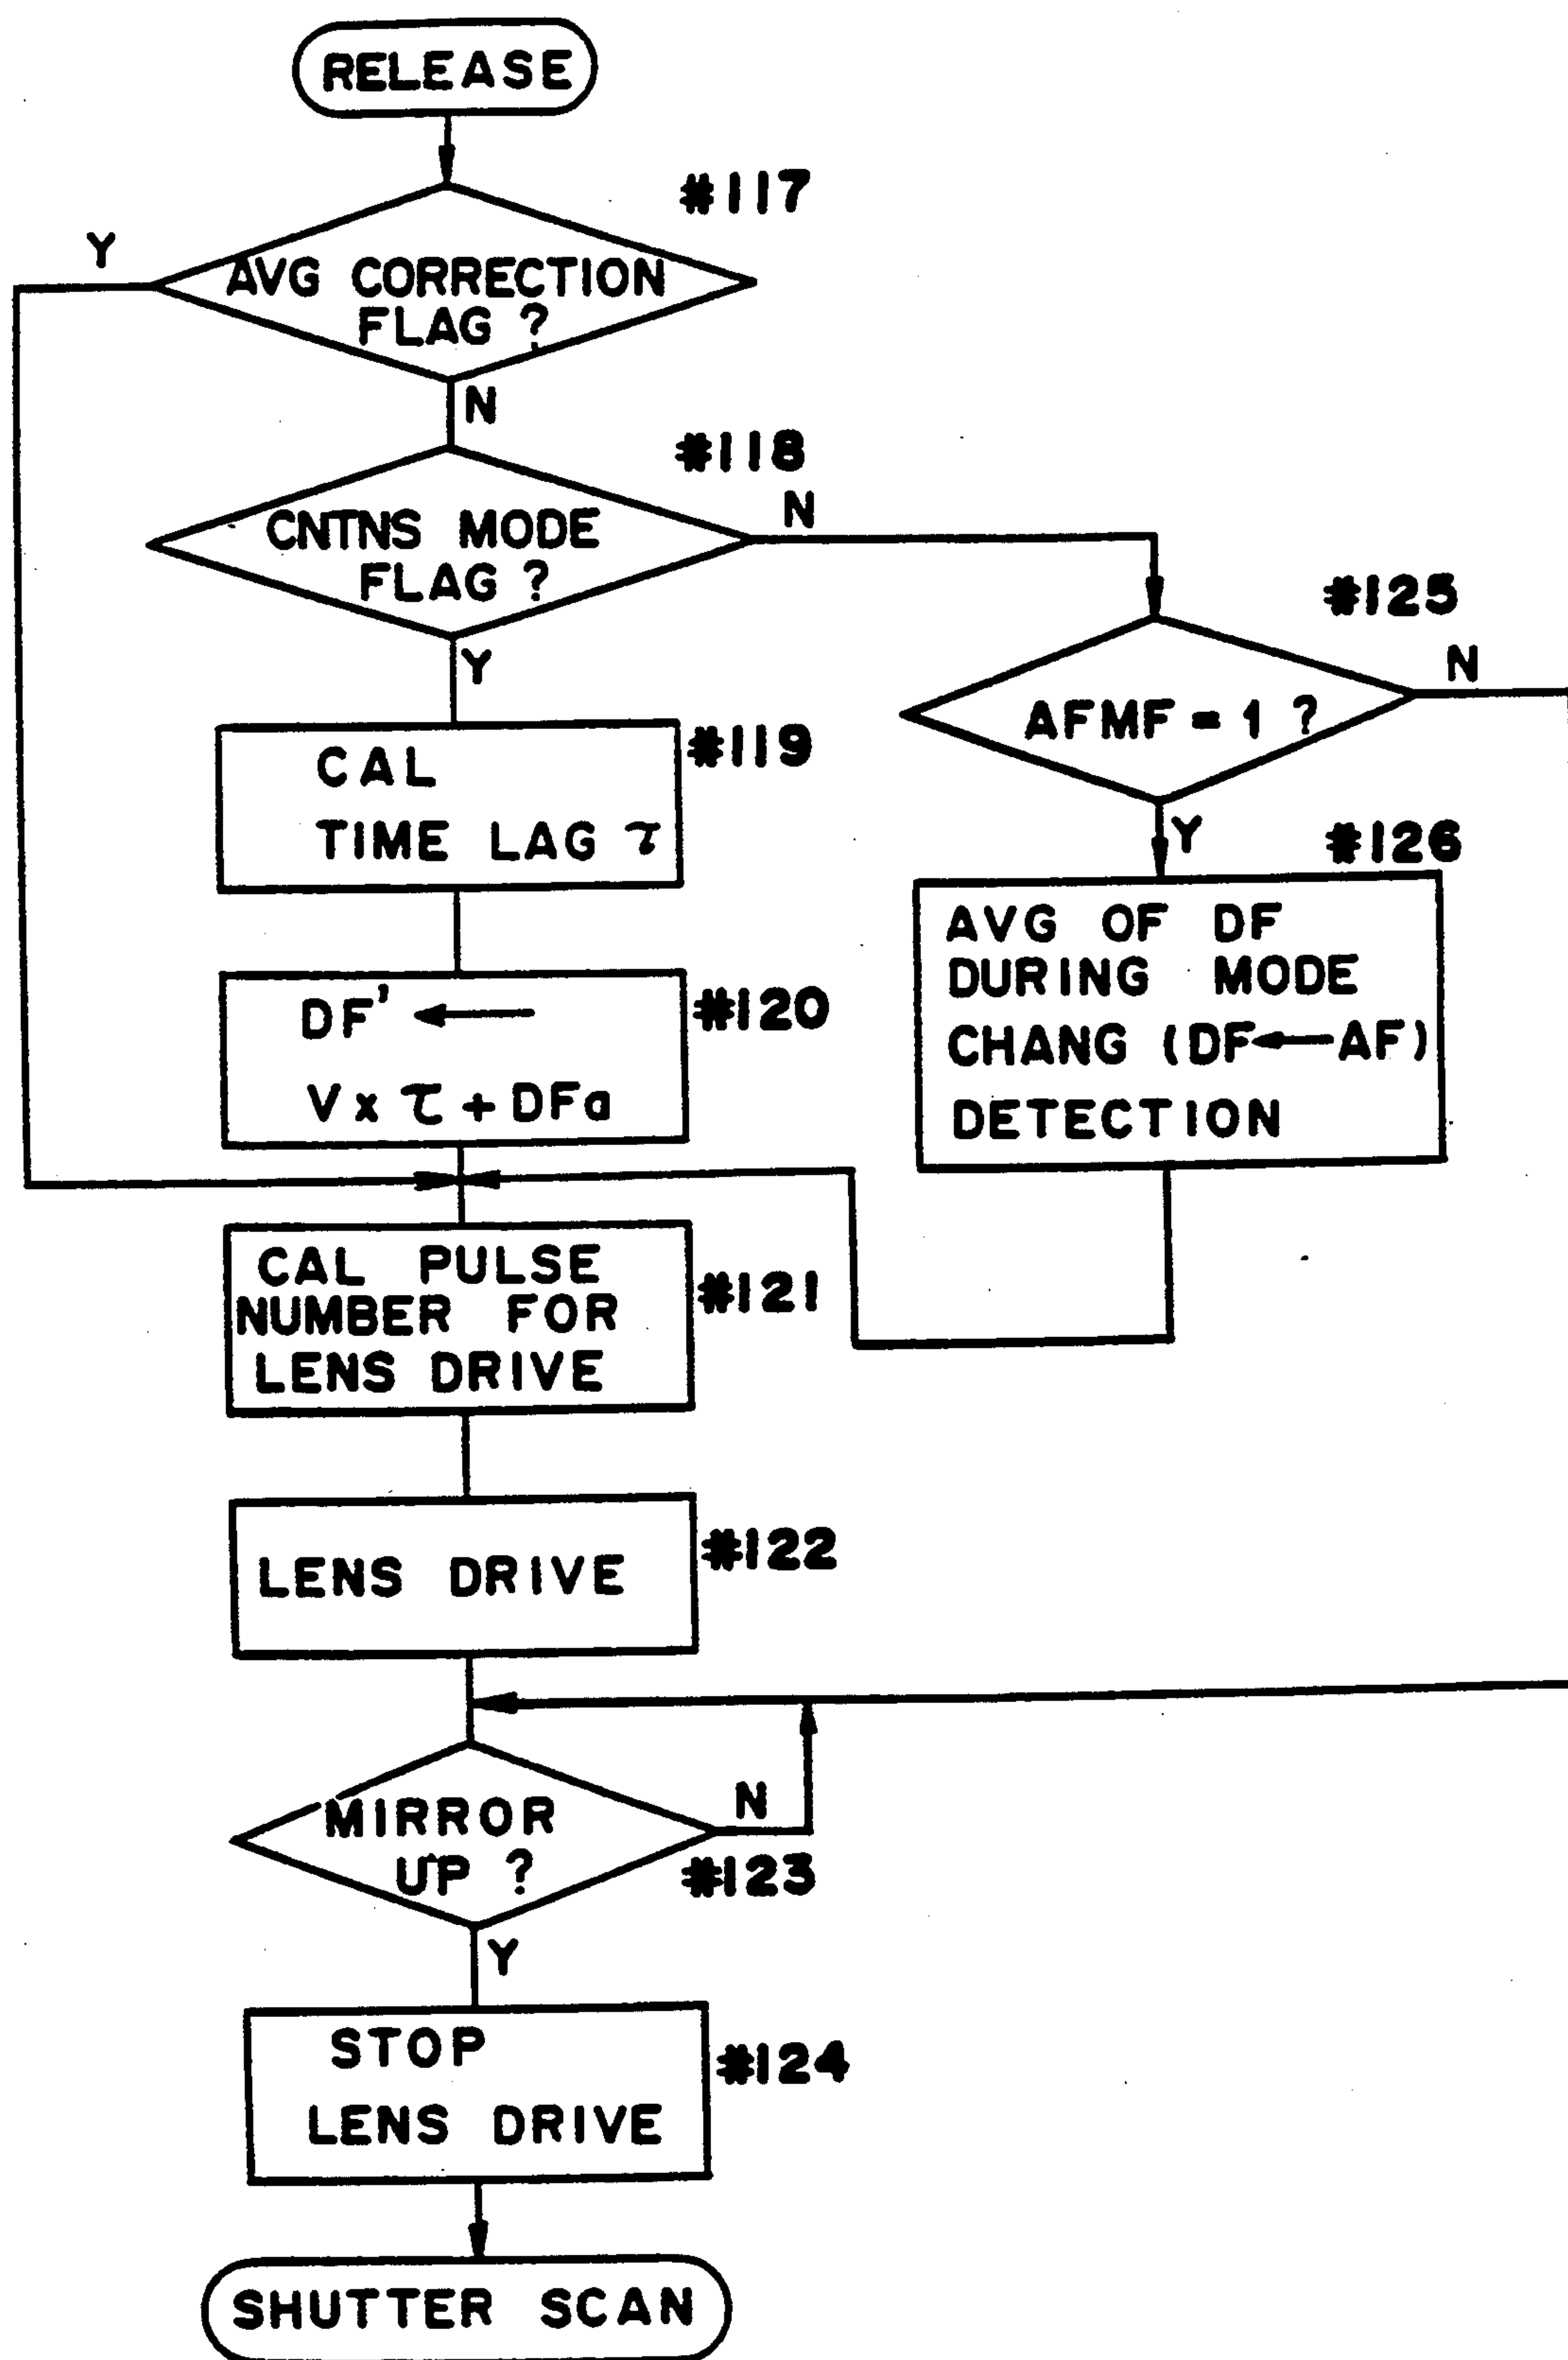 RELEASE
#117
Y
AVG CORRECTION
FLAG ?
N
#118
N
CNTNS MODE
FLAG ?
Y
#125
N
AFMF = 1 ?
Y
#119
CAL
TIME LAG τ
#126
AVG OF DF
DURING MODE
CHANG (DF←AF)
DETECTION
#120
DF' ←
V x τ + DFa
#121
CAL PULSE
NUMBER FOR
LENS DRIVE
#122
LENS DRIVE
N
MIRROR
UP ?
#123
Y
STOP
#124
LENS DRIVE
SHUTTER SCAN